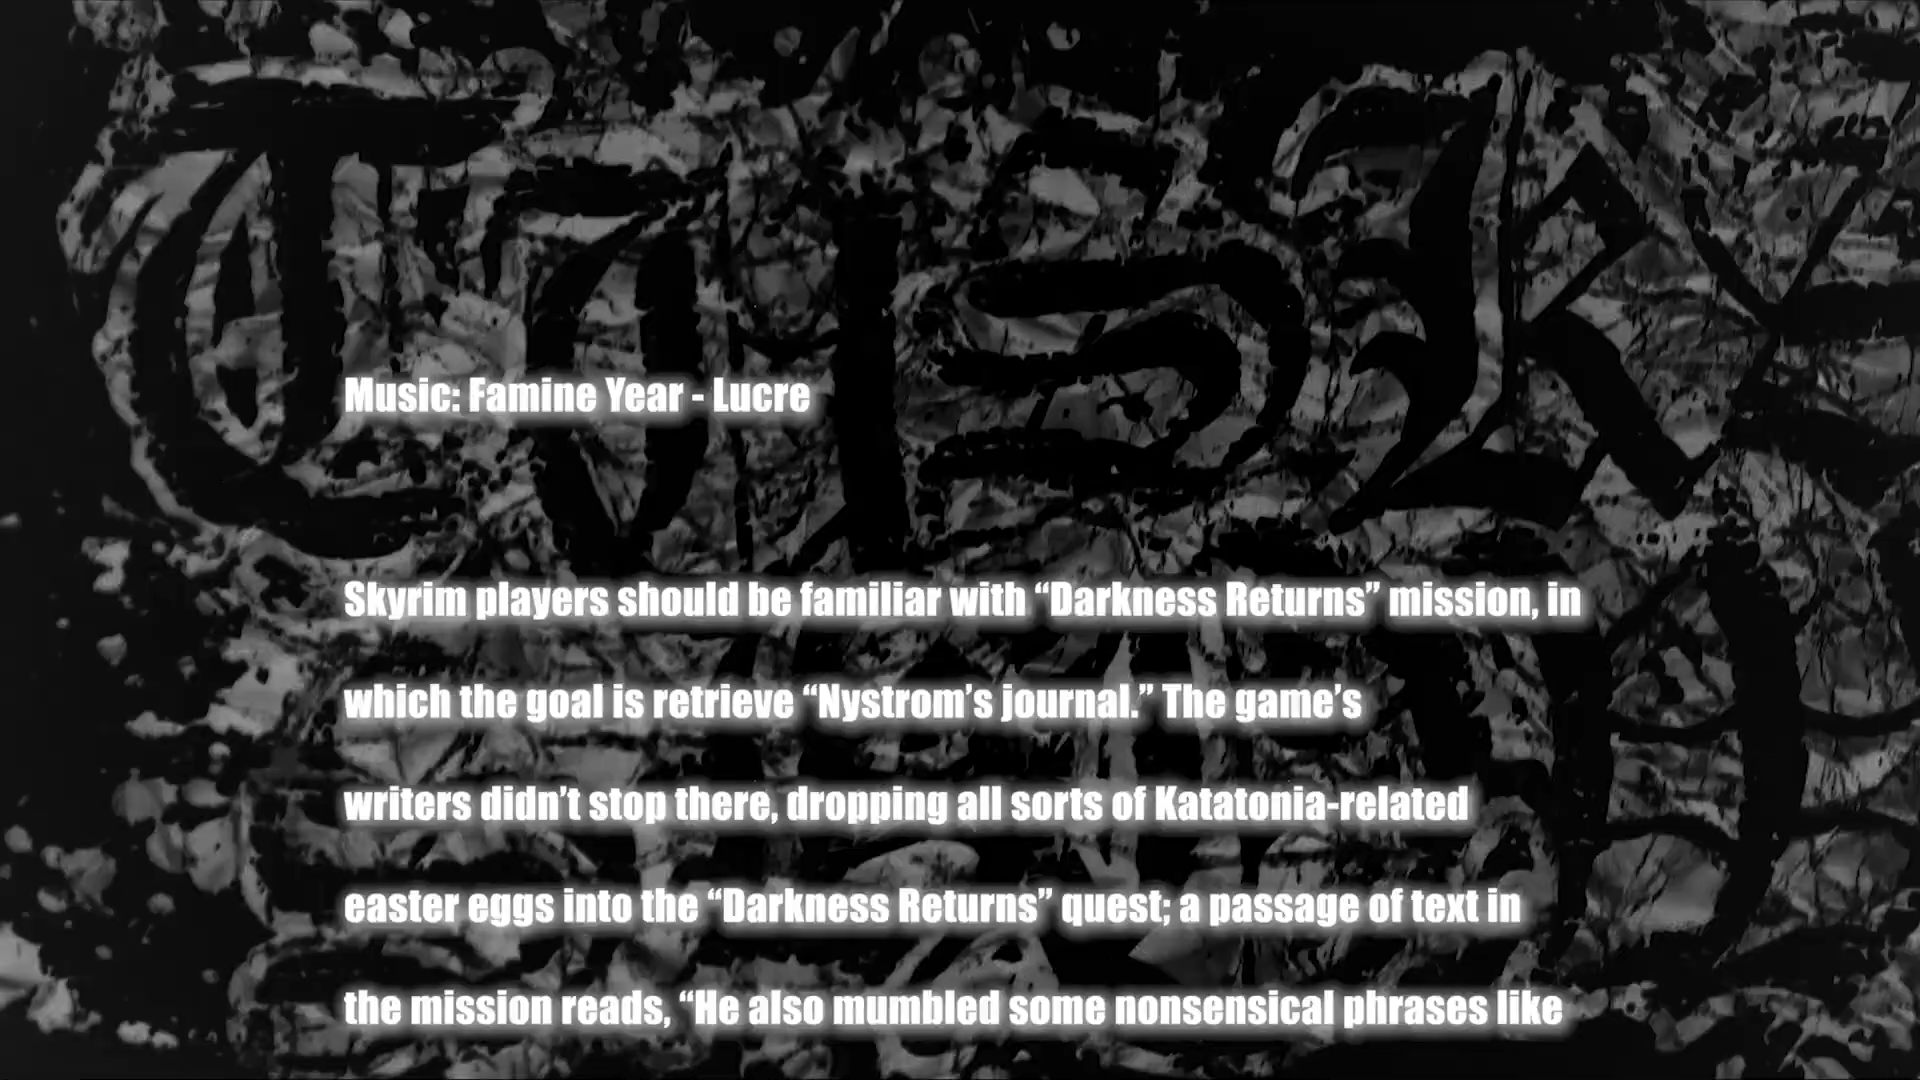 Music: Famine Year - Lucre
Skyrim players should be familiar with “Darkness Returns” mission, in
which the goal is retrieve “Nystrom’s journal.” The game’s
writers didn’t stop there, dropping all sorts of Katatonia-related
easter eggs into the “Darkness Returns” quest; a passage of text in
the mission reads, “He also mumbled some nonsensical phrases like